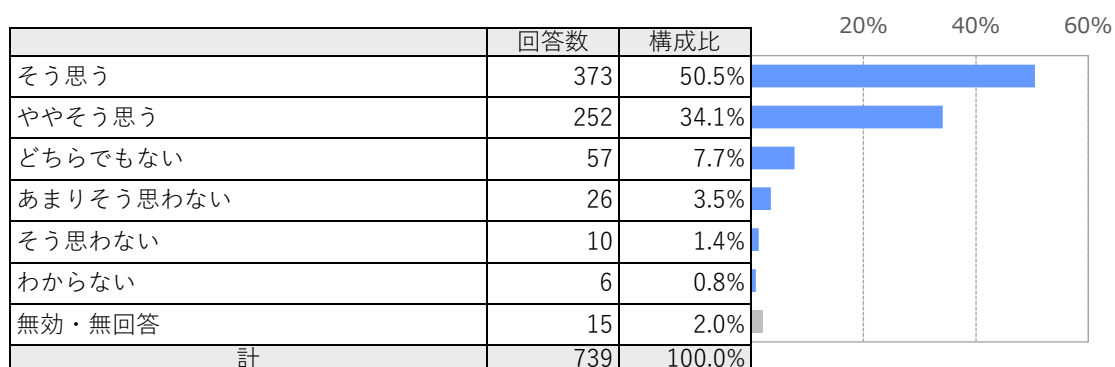 20% 40% 60%
回答数 構成比
そう思う 373 50.5%
ややそう思う 252 34.1%
どちらでもない 57 7.7%
あまりそう思わない 26 3.5%
そう思わない 10 1.4%
わからない 6 0.8%
無効・無回答 15 2.0%
計 739 100.0%